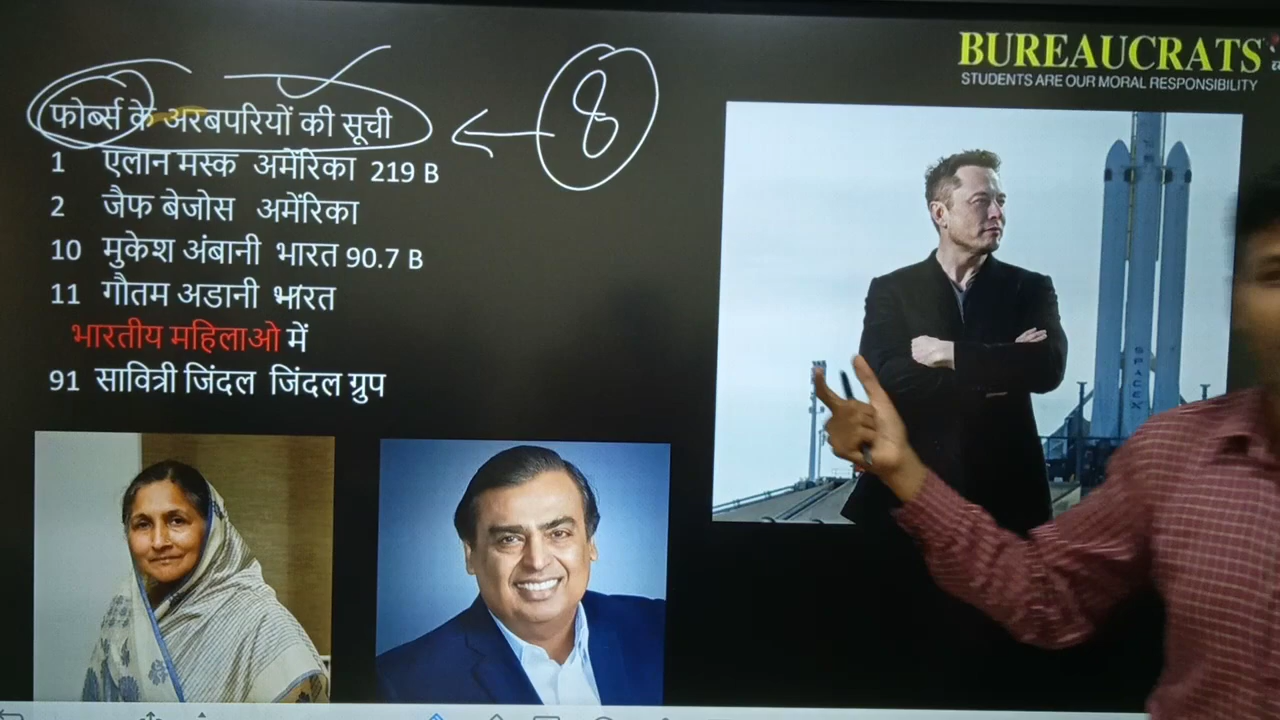 BUREAUCRATS
STUDENTS ARE OUR MORAL RESPONSIBILITY
फोर्ब्स के अरबपरियों की सूची
8
1 एलान मस्क अमेंरिका 219 B
2 जैफ बेजोस अमेंरिका
10 मुकेश अंबानी भारत 90.7 B
11 गौतम अडानी भारत
भारतीय महिलाओ में
91 सावित्री जिंदल जिंदल ग्रुप
SPACEX